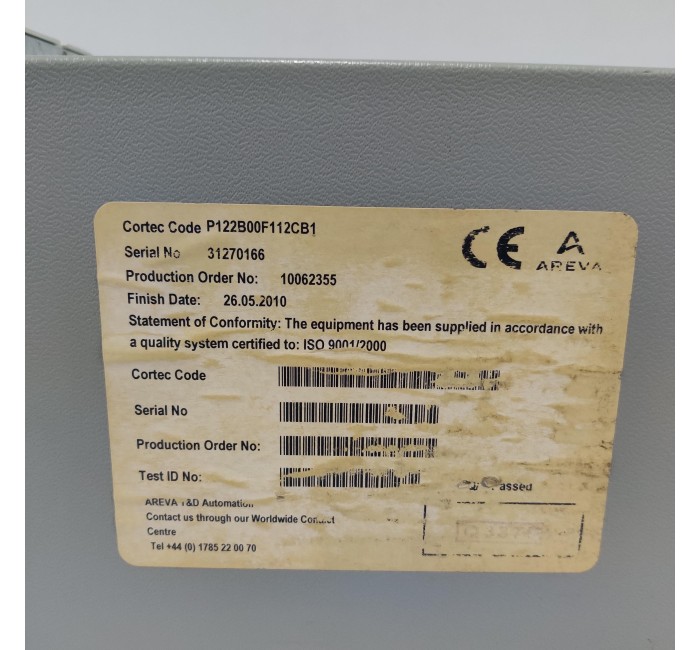 Cortec Code P122B00F112CB1
Serial No 31270166
CE
AREVA
Production Order No: 10062355
Finish Date: 26.05.2010
Statement of Conformity: The equipment has been supplied in accordance with
a quality system certified to: ISO 9001/2000
Cortec Code
Serial No
Production Order No:
Test ID No:
AREVA T&D Automation
Contact us through our Worldwide Contact
Centre
Tel +44 (0) 1785 22 00 70